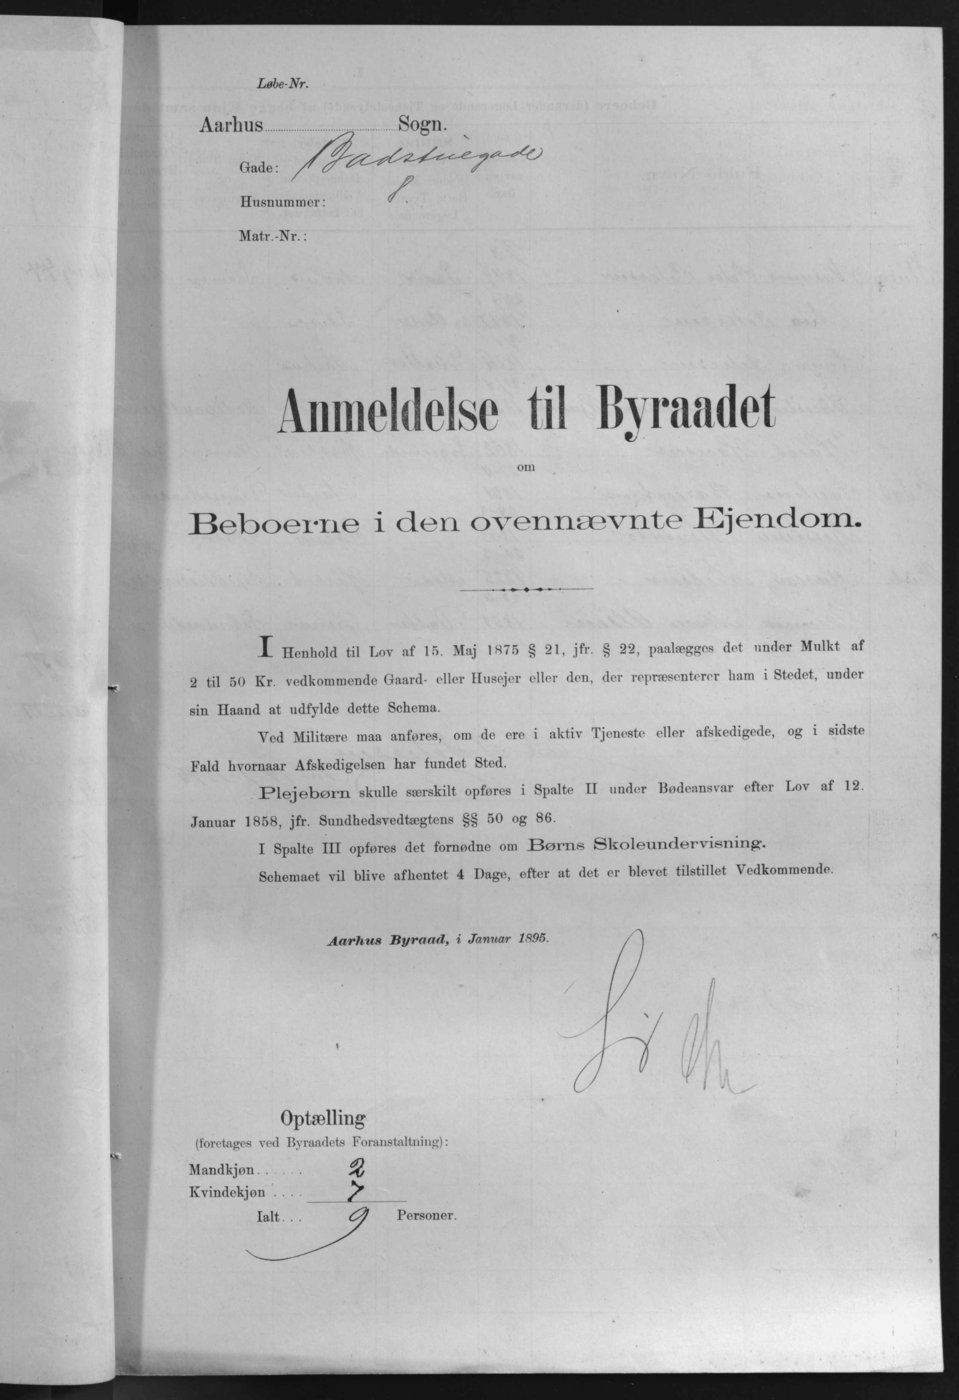 Løbe-Nr.
Aarhus Sogn.
Gade: Badstuegade
Husnummer: 8.
Matr.-Nr.:
Anmeldelse til Byraadet
om
Beboerne i den ovennævnte Ejendom.
I Henhold til Lov af 15. Maj 1875 § 21, jfr. § 22, paalægges det under Mulkt af
2 til 50 Kr. vedkommende Gaard- eller Husejer eller den, der repræsenterer ham i Stedet, under
sin Haand at udfylde dette Schema.
Ved Militære maa anføres, om de ere i aktiv Tjeneste eller afskedigede, og i sidste
Fald hvornaar Afskedigelsen har fundet Sted.
Plejebørn skulle særskilt opføres i Spalte II under Bødeansvar efter Lov af 12.
Januar 1858, jfr. Sundhedsvedtægtens §§ 50 og 86.
I Spalte III opføres det fornødne om Børns Skoleundervisning.
Schemaet vil blive afhentet 4 Dage, efter at det er blevet tilstillet Vedkommende.
Aarhus Byraad, i Januar 1895.
Optælling
(foretages ved Byraadets Foranstaltning):
Mandkjøn...... 2
Kvindekjøn .... 7
Ialt... 9 Personer.